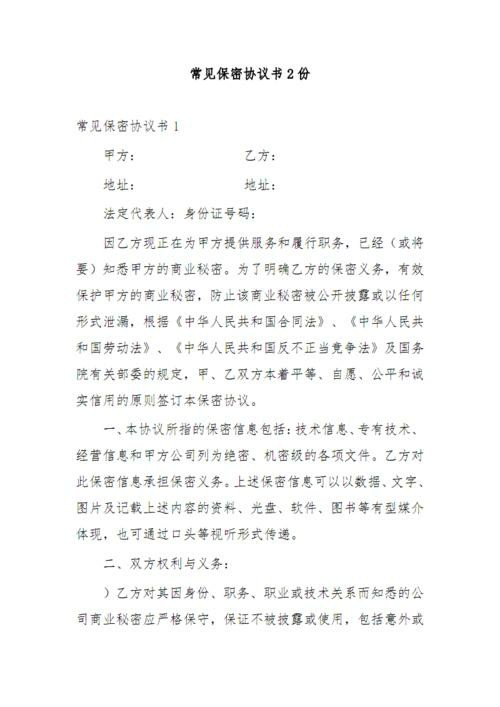 常见保密协议书2份
常见保密协议书1
甲方： 乙方：
地址： 地址：
法定代表人：身份证号码：
因乙方现正在为甲方提供服务和履行职务，已经（或将
要）知悉甲方的商业秘密。为了明确乙方的保密义务，有效
保护甲方的商业秘密，防止该商业秘密被公开披露或以任何
形式泄漏，根据《中华人民共和国合同法》、《中华人民共
和国劳动法》、《中华人民共和国反不正当竞争法》及国务
院有关部委的规定，甲、乙双方本着平等、自愿、公平和诚
实信用的原则签订本保密协议。
一、本协议所指的保密信息包括：技术信息、专有技术、
经营信息和甲方公司列为绝密、机密级的各项文件。乙方对
此保密信息承担保密义务。上述保密信息可以以数据、文字、
图片及记载上述内容的资料、光盘、软件、图书等有型媒介
体现，也可通过口头等视听形式传递。
二、双方权利与义务：
）乙方对其因身份、职务、职业或技术关系而知悉的公
司商业秘密应严格保守，保证不被披露或使用，包括意外或